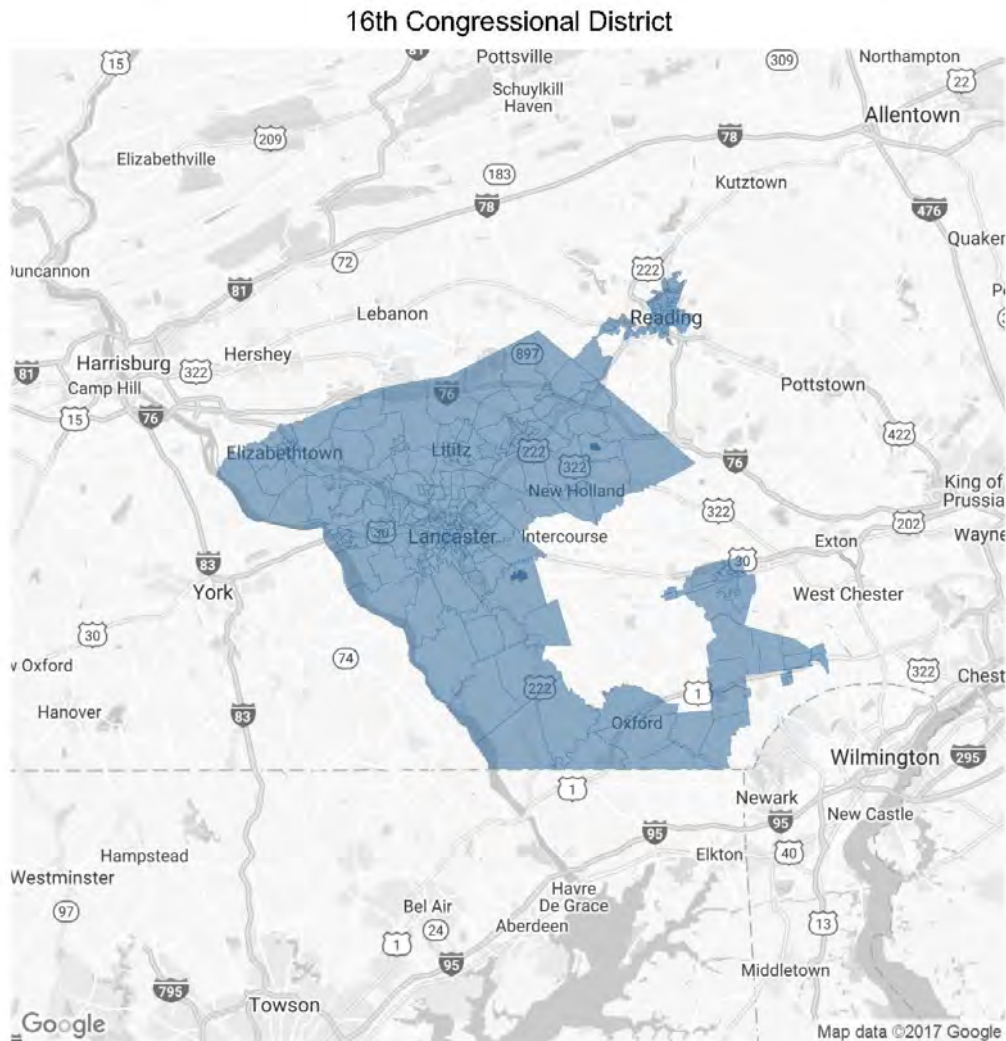 16th Congressional District
15
81
Pottsville
309
Northampton
22
Schuylkill
Haven
Allentown
209
78
Elizabethville
183
Kutztown
78
476
Quaker
222
Duncannon
72
81
Lebanon
Reading
Harrisburg
Hershey
897
81
322
Camp Hill
76
Pottstown
15
76
422
Elizabethtown
Lititz
222
76
322
King of
Prussia
New Holland
322
202
30
Lancaster
Intercourse
Exton
Wayne
83
30
York
West Chester
30
74
w Oxford
322
Chest
222
1
Hanover
83
Oxford
Wilmington
295
1
Newark
95
New Castle
95
Hampstead
Elkton
40
Westminster
Havre
De Grace
97
Bel Air
24
Aberdeen
13
1
95
Middletown
795
Towson
Google
Map data ©2017 Google